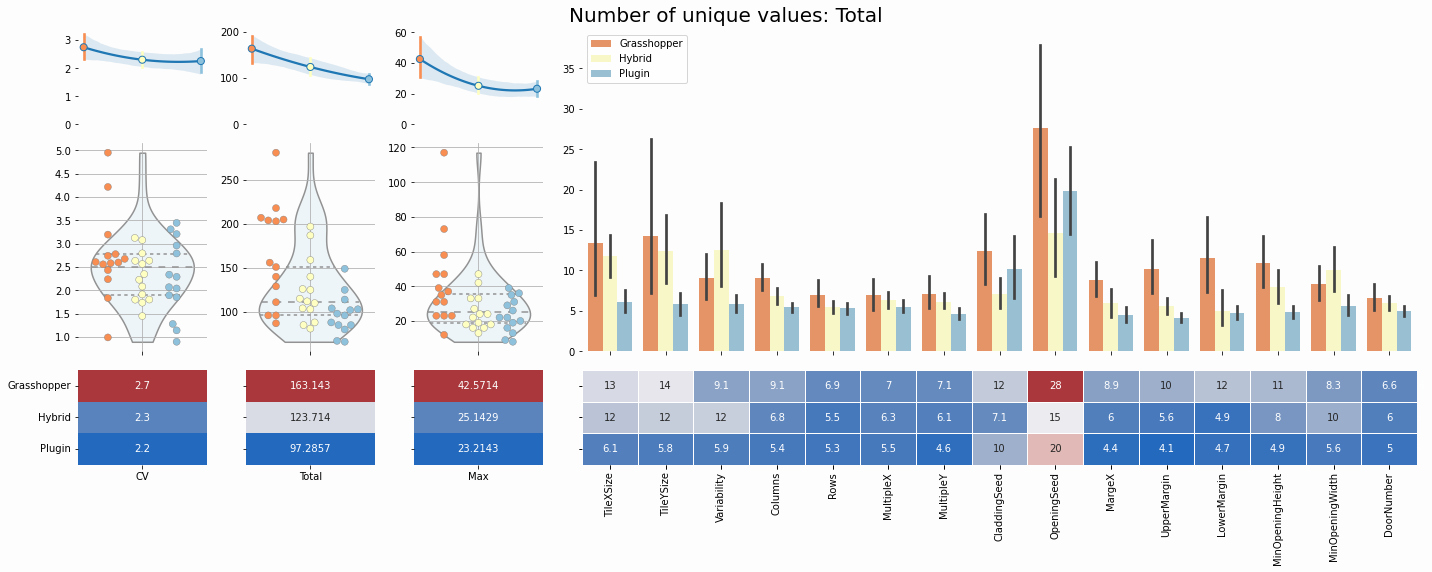 Number of unique values: Total
3
2
1
0
200
100
0
60
40
20
0
Grasshopper
Hybrid
Plugin
35
30
25
20
15
10
5
0
5.0
4.5
4.0
3.5
3.0
2.5
2.0
1.5
1.0
250
200
150
100
120
100
80
60
40
20
Grasshopper 2.7 163.143 42.5714 13 14 9.1 9.1 6.9 7 7.1 12 28 8.9 10 12 11 8.3 6.6
Hybrid 2.3 123.714 25.1429 12 12 12 6.8 5.5 6.3 6.1 7.1 15 6 5.6 4.9 8 10 6
Plugin 2.2 97.2857 23.2143 6.1 5.8 5.9 5.4 5.3 5.5 4.6 10 20 4.4 4.1 4.7 4.9 5.6 5
CV Total Max
TileXSize
TileYSize
Variability
Columns
Rows
MultipleX
MultipleY
CladdingSeed
OpeningSeed
MargeX
UpperMargin
LowerMargin
MinOpeningHeight
MinOpeningWidth
DoorNumber